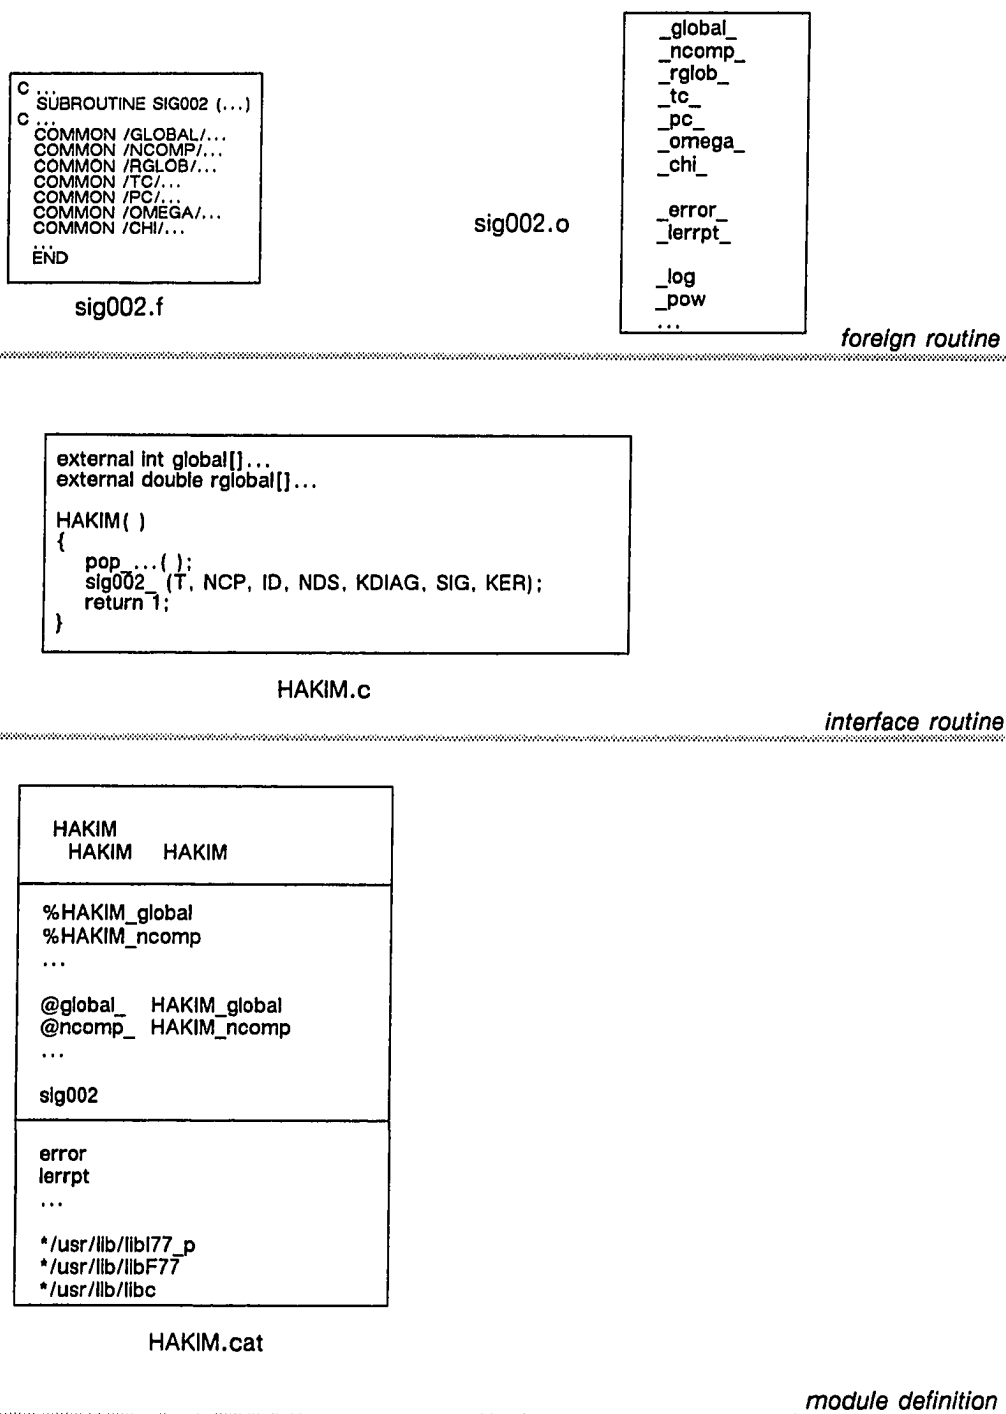 C ...
SUBROUTINE SIG002 (...)
C ...
COMMON /GLOBAL/...
COMMON /NCOMP/...
COMMON /RGLOB/...
COMMON /TC/...
COMMON /PC/...
COMMON /OMEGA/...
COMMON /CHI/...
...
END
sig002.f
sig002.o
_global_
_ncomp_
_rglob_
_tc_
_pc_
_omega_
_chi_
_error_
_lerrpt_
_log
_pow
...
foreign routine
external int global[]...
external double rglobal[]...
HAKIM( )
{
pop_...( );
sig002_ (T, NCP, ID, NDS, KDIAG, SIG, KER);
return 1;
}
HAKIM.c
interface routine
HAKIM
HAKIM HAKIM
%HAKIM_global
%HAKIM_ncomp
...
@global_ HAKIM_global
@ncomp_ HAKIM_ncomp
...
sig002
error
lerrpt
...
*/usr/lib/libI77_p
*/usr/lib/libF77
*/usr/lib/libc
HAKIM.cat
module definition